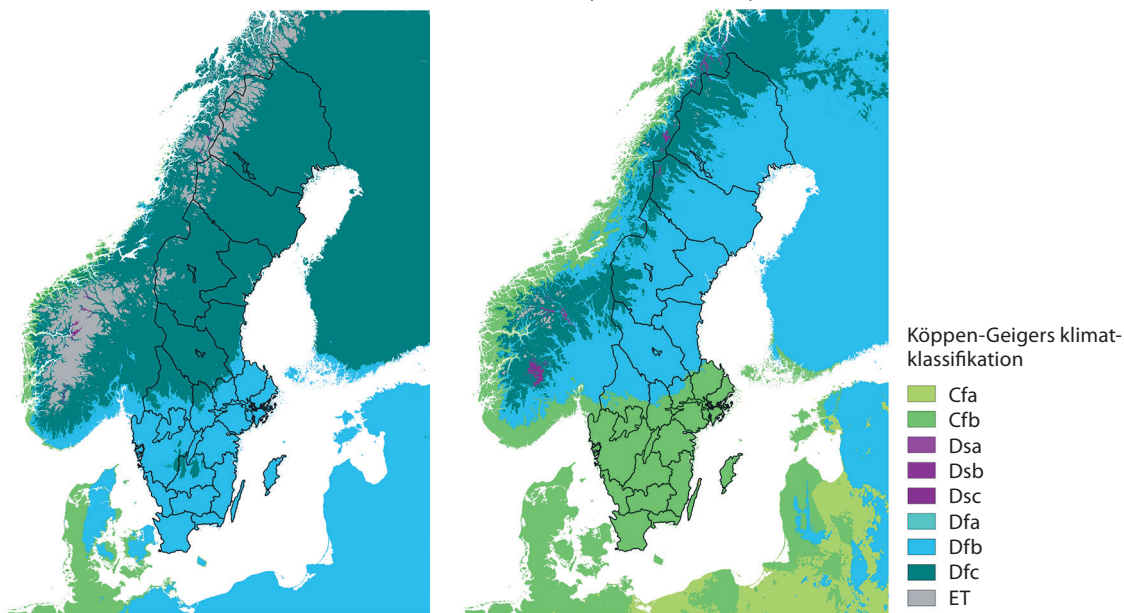 Köppen-Geigers klimat-
klassifikation
Cfa
Cfb
Dsa
Dsb
Dsc
Dfa
Dfb
Dfc
ET